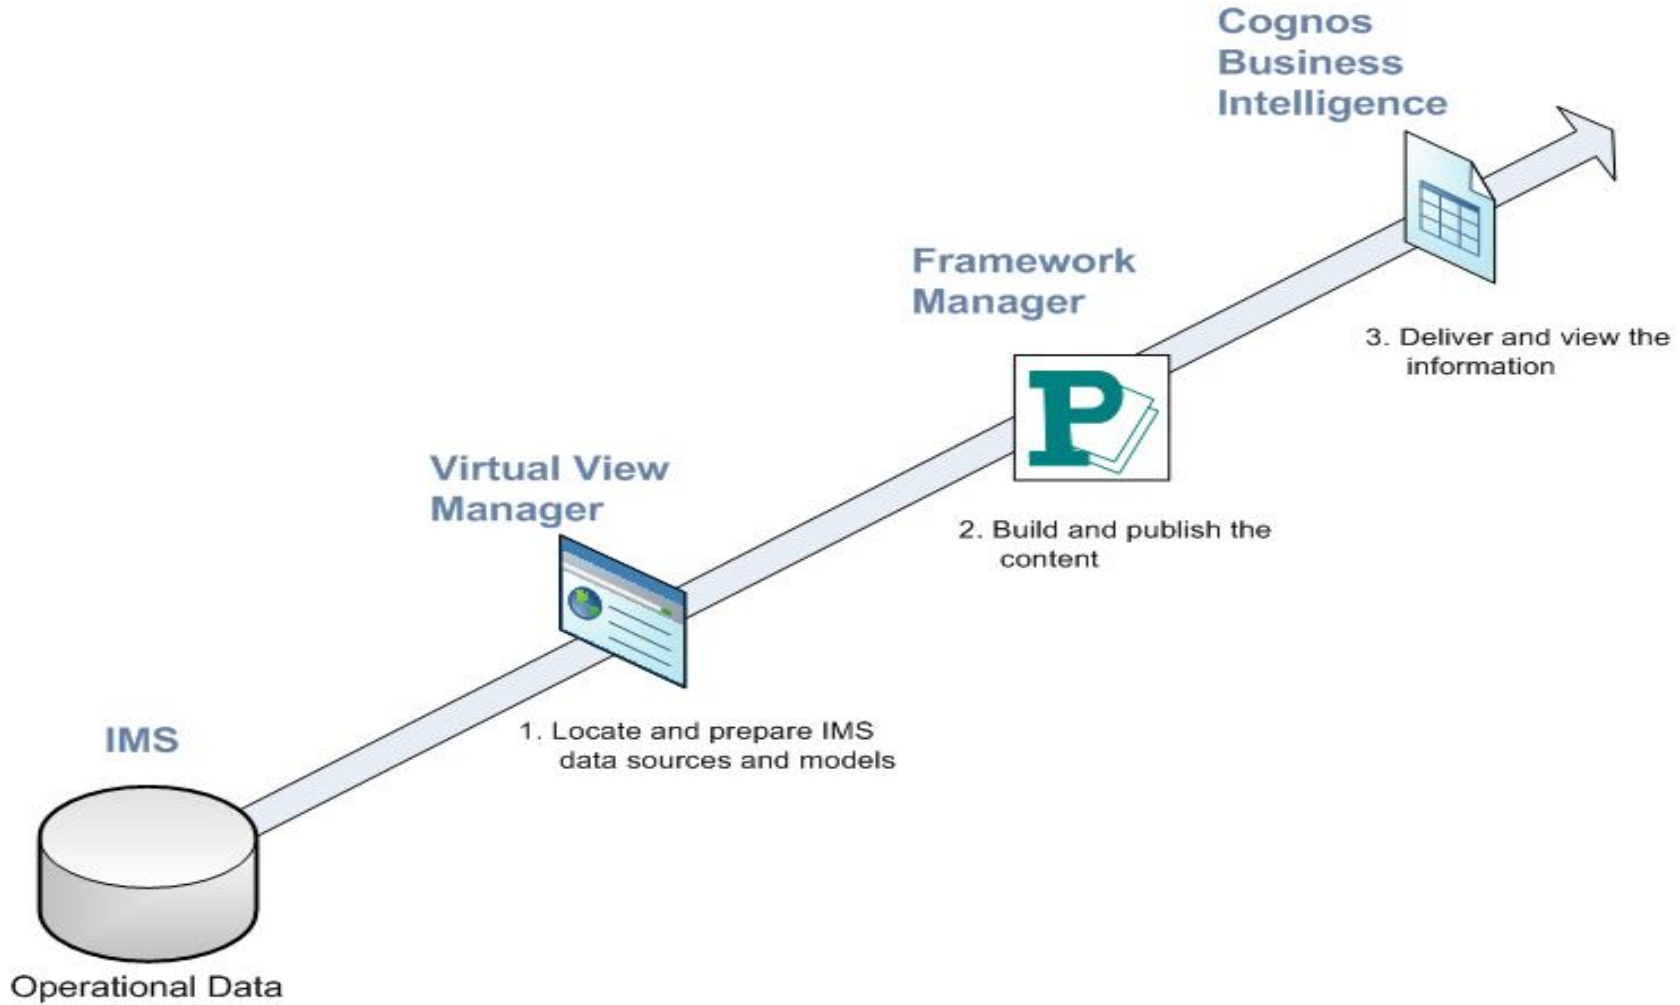 Cognos
Business
Intelligence
3. Deliver and view the
information
Framework
Manager
P
2. Build and publish the
content
Virtual View
Manager
1. Locate and prepare IMS
data sources and models
IMS
Operational Data